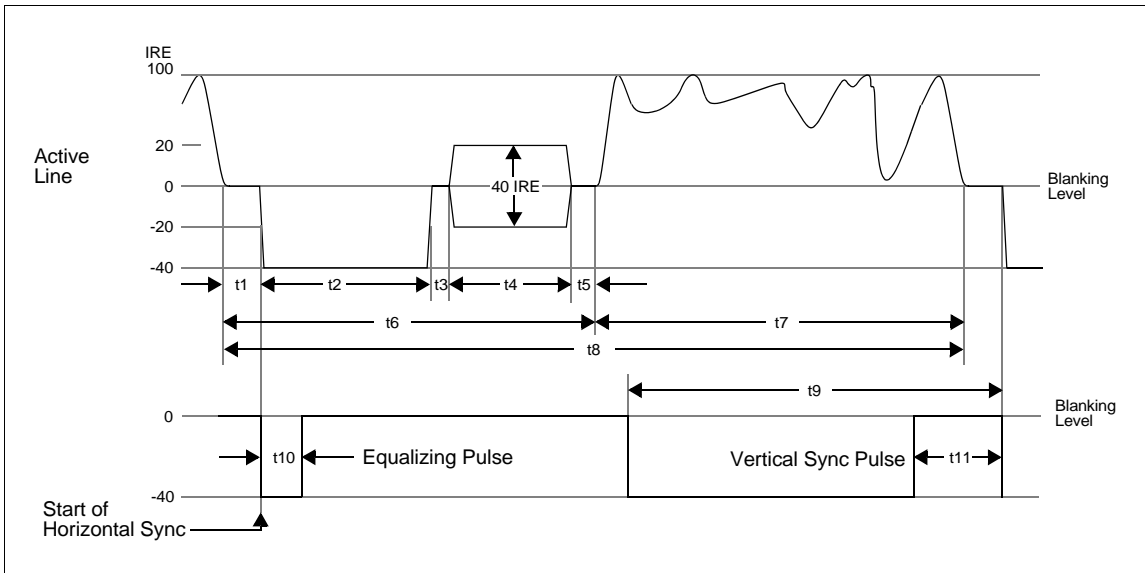 IRE
100
Active
Line
20
0
-20
-40
40 IRE
Blanking
Level
t1
t2
t3
t4
t5
t6
t7
t8
t9
0
Blanking
Level
t10
Equalizing Pulse
Vertical Sync Pulse
t11
-40
Start of
Horizontal Sync